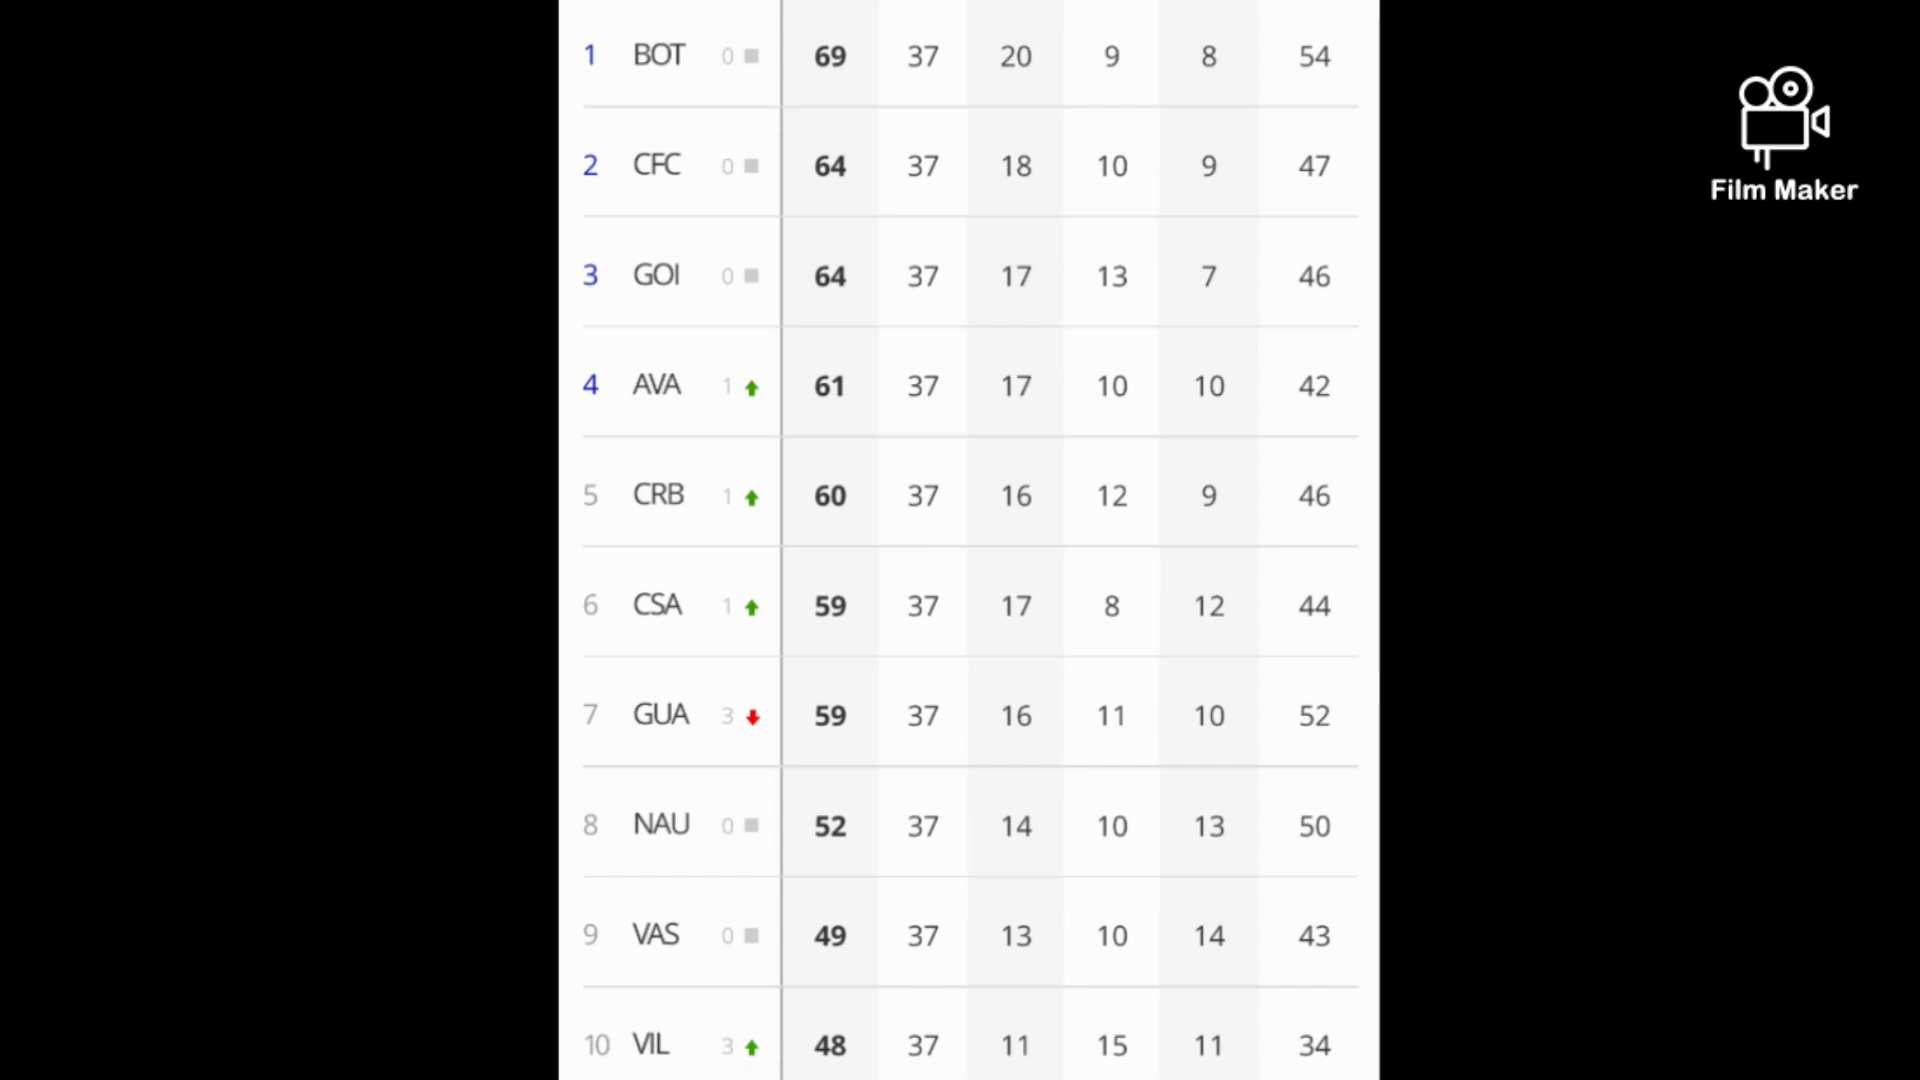 1 BOT 0 69 37 20 9 8 54
Film Maker
2 CFC 0 64 37 18 10 9 47
3 GOI 0 64 37 17 13 7 46
4 AVA 1 61 37 17 10 10 42
5 CRB 1 60 37 16 12 9 46
6 CSA 1 59 37 17 8 12 44
7 GUA 3 59 37 16 11 10 52
8 NAU 0 52 37 14 10 13 50
9 VAS 0 49 37 13 10 14 43
10 VIL 3 48 37 11 15 11 34